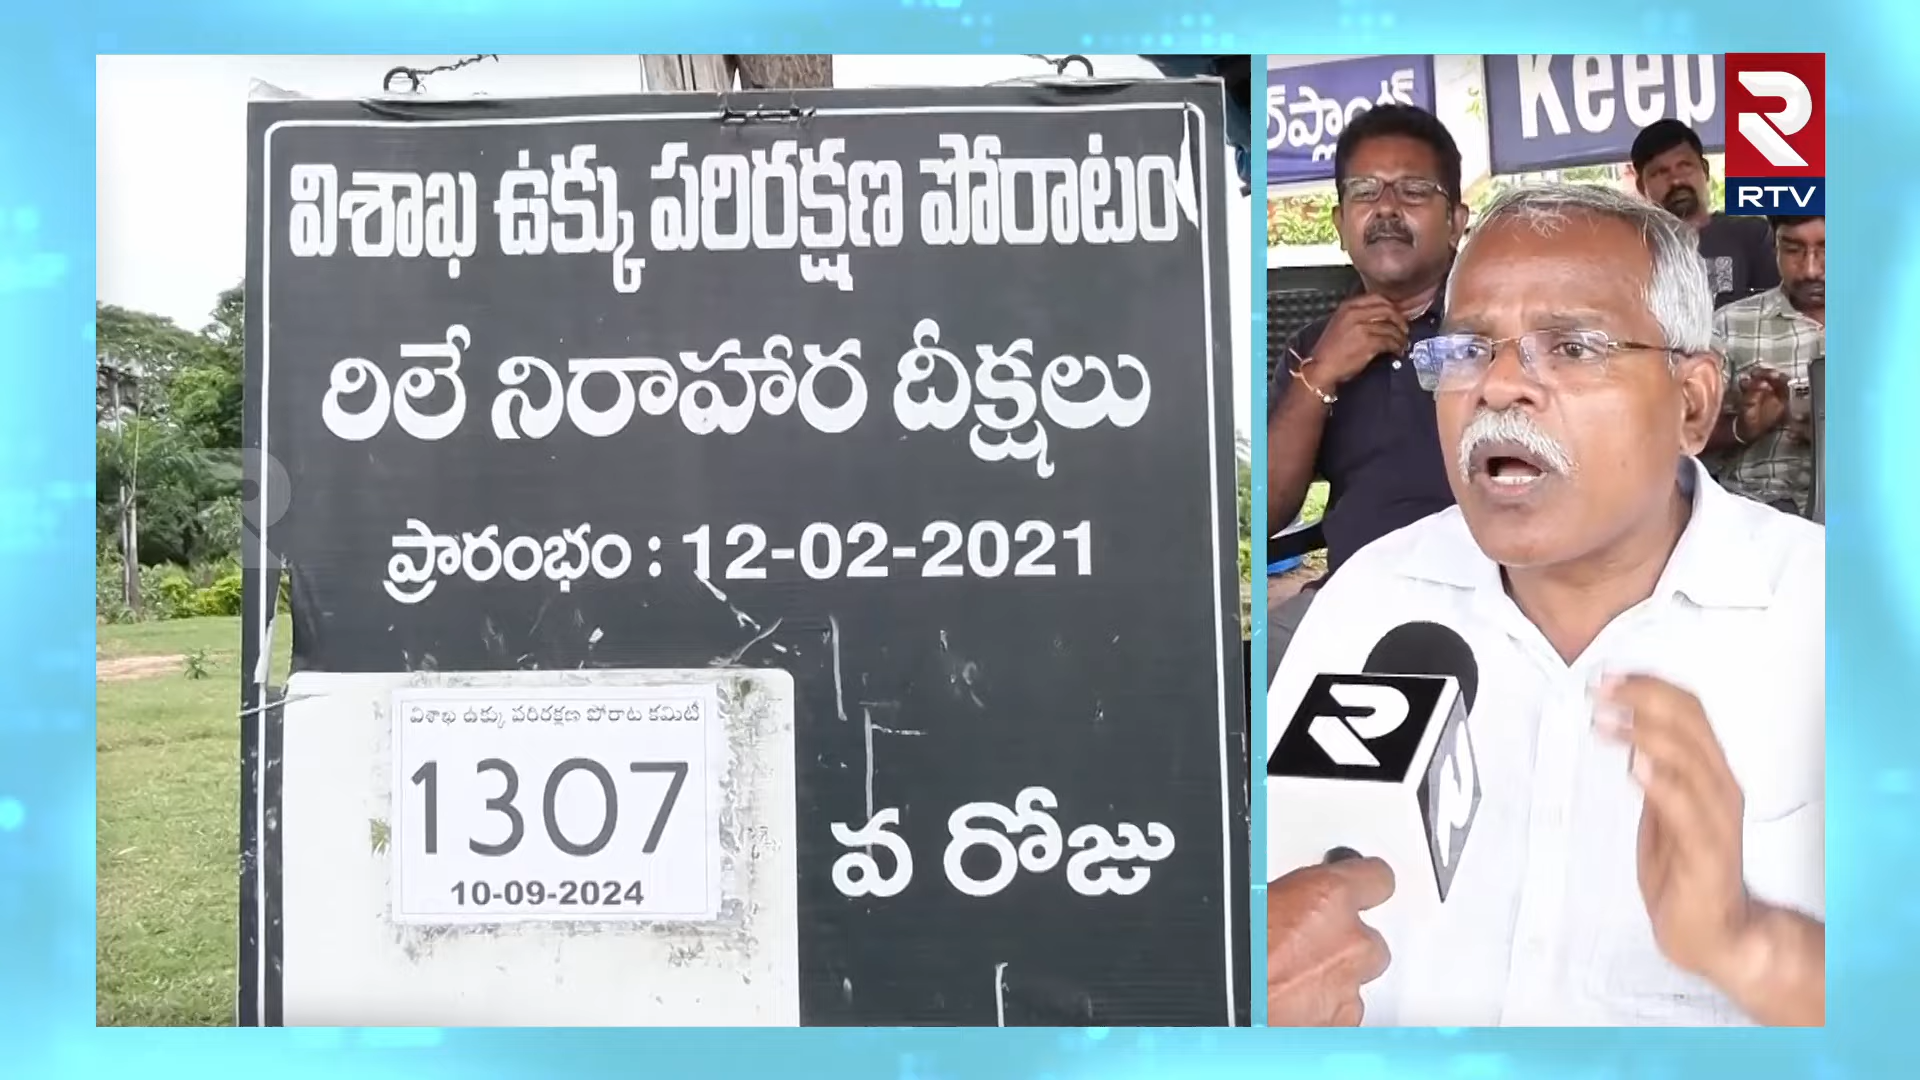 విశాఖ ఉక్కు పరిరక్షణ పోరాటం
రిలే నిరాహార దీక్షలు
ప్రారంభం : 12-02-2021
విశాఖ ఉక్కు పరిరక్షణ పోరాట కమిటీ
1307
10-09-2024
వ రోజు
ల్‌ప్లాంట్
Keep
R
RTV
R